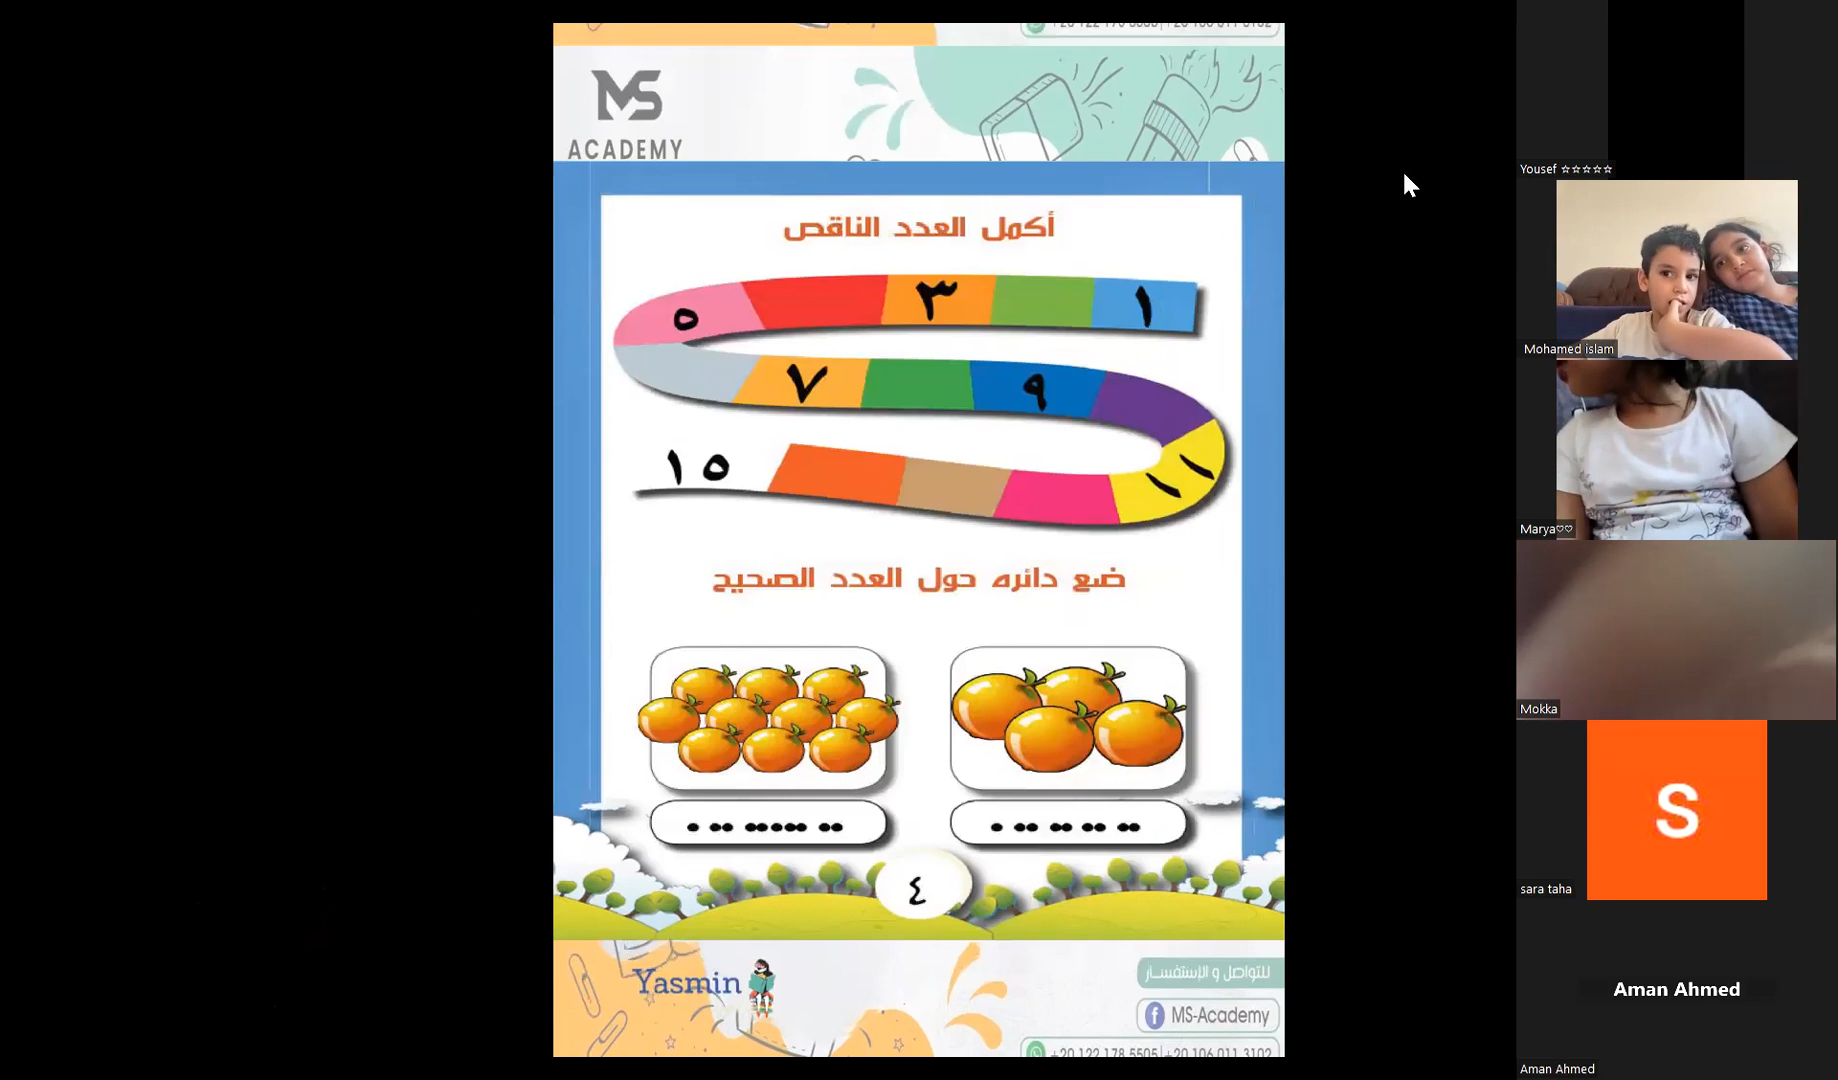 MS
ACADEMY
أكمل العدد الناقص
١ ٣ ٥
٧ ٩
١١
١٥
ضع دائره حول العدد الصحيح
٤
Yasmin
للتواصل و الإستفسار
MS-Academy
+20 122 178 5505 | +20 106 011 3102
Yousef ☆☆☆☆☆
Mohamed islam
Marya♡♡
Mokka
S
sara taha
Aman Ahmed
Aman Ahmed